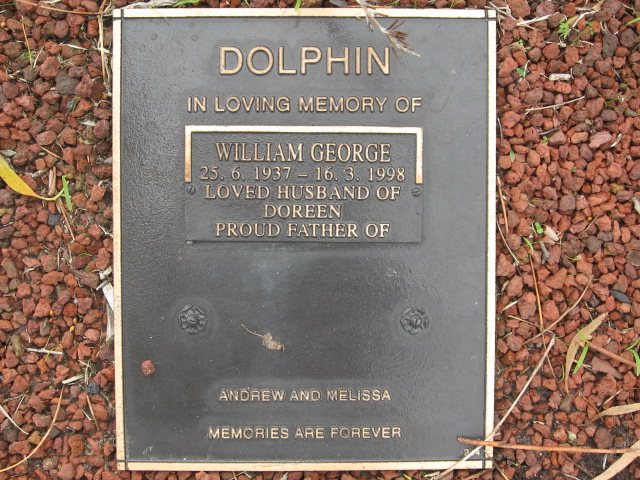 DOLPHIN
IN LOVING MEMORY OF
WILLIAM GEORGE
25. 6. 1937 – 16. 3. 1998
LOVED HUSBAND OF
DOREEN
PROUD FATHER OF
ANDREW AND MELISSA
MEMORIES ARE FOREVER